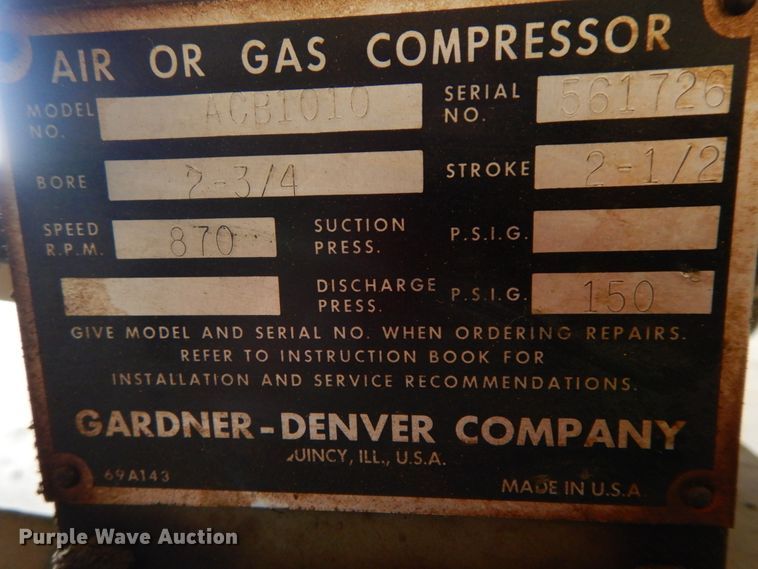 AIR OR GAS COMPRESSOR
MODEL NO. ACB1010 SERIAL NO. 561726
BORE 2-3/4 STROKE 2-1/2
SPEED R.P.M. 870 SUCTION PRESS. P.S.I.G.
DISCHARGE PRESS. P.S.I.G. 150
GIVE MODEL AND SERIAL NO. WHEN ORDERING REPAIRS.
REFER TO INSTRUCTION BOOK FOR
INSTALLATION AND SERVICE RECOMMENDATIONS.
GARDNER-DENVER COMPANY
QUINCY, ILL., U.S.A.
69A143
MADE IN U.S.A.
Purple Wave Auction